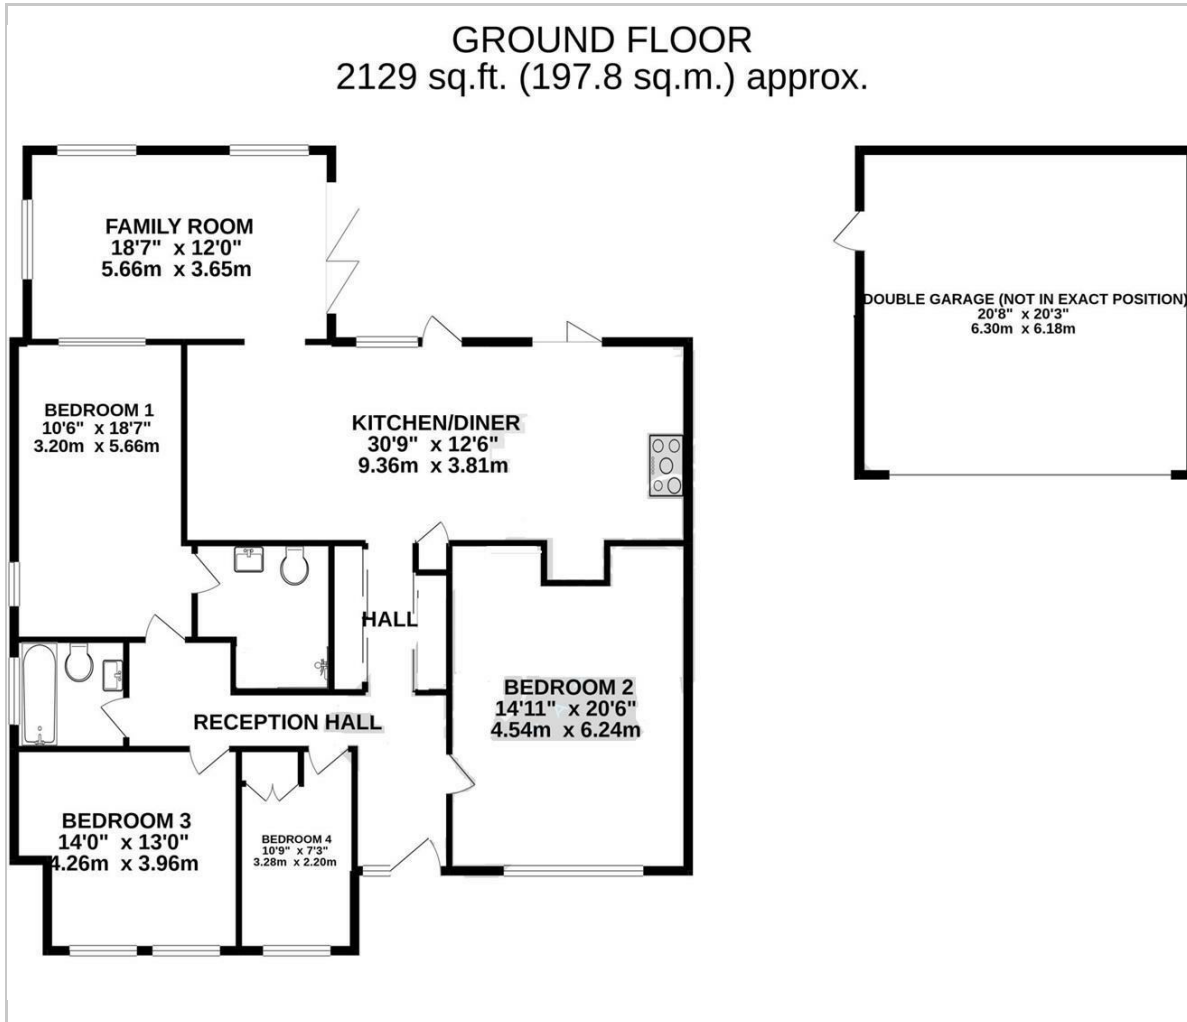 GROUND FLOOR
2129 sq.ft. (197.8 sq.m.) approx.
FAMILY ROOM
18'7" x 12'0"
5.66m x 3.65m
DOUBLE GARAGE (NOT IN EXACT POSITION)
20'8" x 20'3"
6.30m x 6.18m
BEDROOM 1
10'6" x 18'7"
3.20m x 5.66m
KITCHEN/DINER
30'9" x 12'6"
9.36m x 3.81m
HALL
BEDROOM 2
14'11" x 20'6"
4.54m x 6.24m
RECEPTION HALL
BEDROOM 3
14'0" x 13'0"
4.26m x 3.96m
BEDROOM 4
10'9" x 7'3"
3.28m x 2.20m